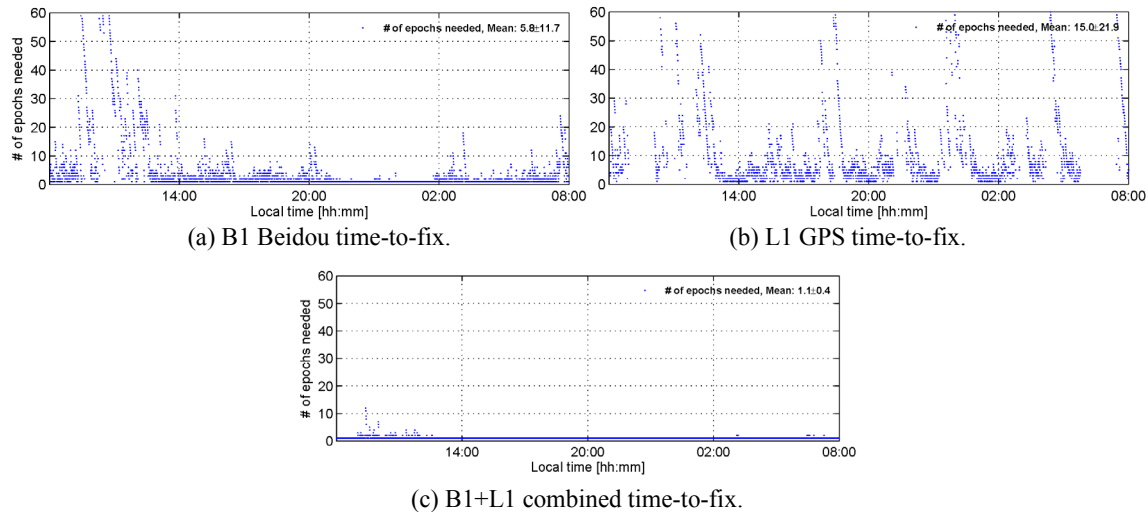 60
50
40
30
20
10
0
# of epochs needed
# of epochs needed, Mean: 5.8±11.7
14:00 20:00 02:00 08:00
Local time [hh:mm]
(a) B1 Beidou time-to-fix.
60
50
40
30
20
10
0
# of epochs needed
# of epochs needed, Mean: 15.0±21.9
14:00 20:00 02:00 08:00
Local time [hh:mm]
(b) L1 GPS time-to-fix.
60
50
40
30
20
10
0
# of epochs needed
# of epochs needed, Mean: 1.1±0.4
14:00 20:00 02:00 08:00
Local time [hh:mm]
(c) B1+L1 combined time-to-fix.